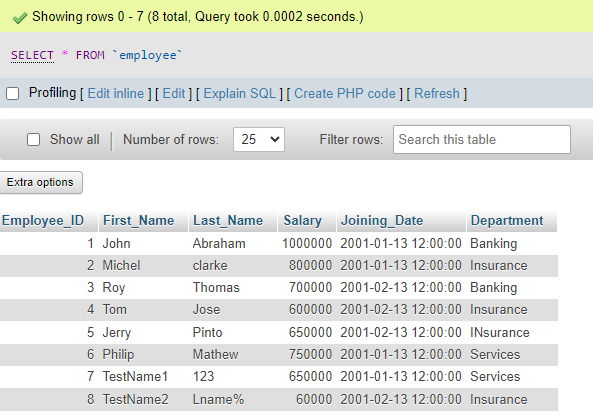 Showing rows 0 - 7 (8 total, Query took 0.0002 seconds.)
SELECT * FROM `employee`
Profiling [ Edit inline ] [ Edit ] [ Explain SQL ] [ Create PHP code ] [ Refresh ]
Show all Number of rows: 25 Filter rows: Search this table
Extra options
Employee_ID First_Name Last_Name Salary Joining_Date Department
1 John Abraham 1000000 2001-01-13 12:00:00 Banking
2 Michel clarke 800000 2001-01-13 12:00:00 Insurance
3 Roy Thomas 700000 2001-02-13 12:00:00 Banking
4 Tom Jose 600000 2001-02-13 12:00:00 Insurance
5 Jerry Pinto 650000 2001-02-13 12:00:00 INsurance
6 Philip Mathew 750000 2001-01-13 12:00:00 Services
7 TestName1 123 650000 2001-01-13 12:00:00 Services
8 TestName2 Lname% 60000 2001-02-13 12:00:00 Insurance